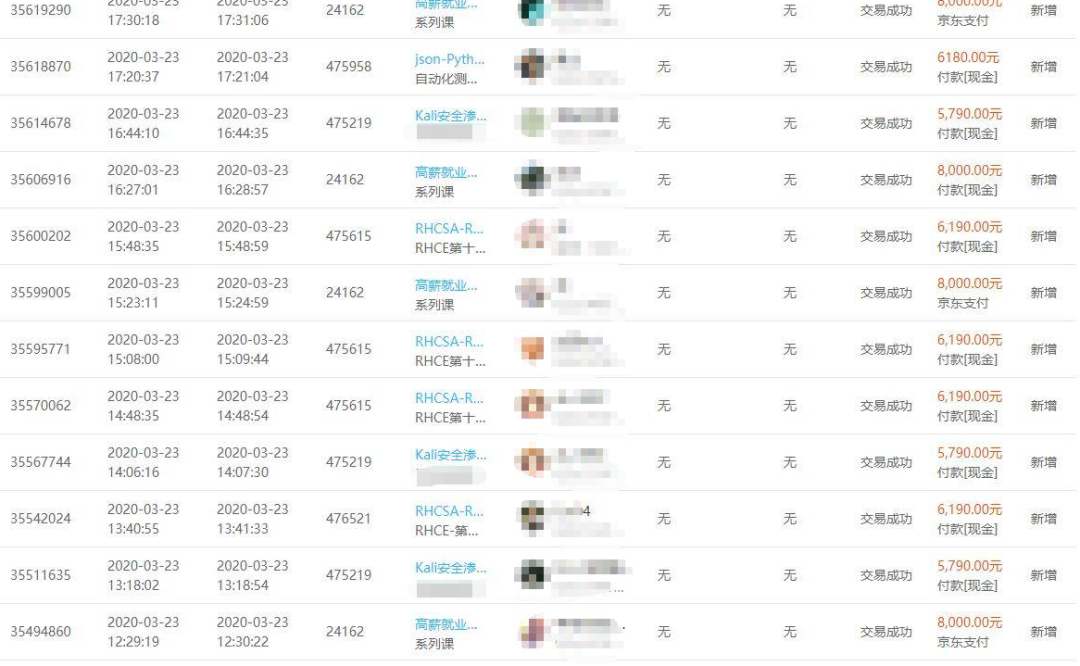 35619290 2020-03-23 2020-03-23 24162 高薪就业... 无 无 交易成功 8,000.00元 新增
17:30:18 17:31:06 系列课 京东支付
35618870 2020-03-23 2020-03-23 475958 json-Pyth... 无 无 交易成功 6180.00元 新增
17:20:37 17:21:04 自动化测... 付款[现金]
35614678 2020-03-23 2020-03-23 475219 Kali安全渗... 无 无 交易成功 5,790.00元 新增
16:44:10 16:44:35 付款[现金]
35606916 2020-03-23 2020-03-23 24162 高薪就业... 无 无 交易成功 8,000.00元 新增
16:27:01 16:28:57 系列课 付款[现金]
35600202 2020-03-23 2020-03-23 475615 RHCSA-R... 无 无 交易成功 6,190.00元 新增
15:48:35 15:48:59 RHCE第十... 付款[现金]
35599005 2020-03-23 2020-03-23 24162 高薪就业... 无 无 交易成功 8,000.00元 新增
15:23:11 15:24:59 系列课 京东支付
35595771 2020-03-23 2020-03-23 475615 RHCSA-R... 无 无 交易成功 6,190.00元 新增
15:08:00 15:09:44 RHCE第十... 付款[现金]
35570062 2020-03-23 2020-03-23 475615 RHCSA-R... 无 无 交易成功 6,190.00元 新增
14:48:35 14:48:54 RHCE第十... 付款[现金]
35567744 2020-03-23 2020-03-23 475219 Kali安全渗... 无 无 交易成功 5,790.00元 新增
14:06:16 14:07:30 付款[现金]
35542024 2020-03-23 2020-03-23 476521 RHCSA-R... 4 无 无 交易成功 6,190.00元 新增
13:40:55 13:41:33 RHCE-第... 付款[现金]
35511635 2020-03-23 2020-03-23 475219 Kali安全渗... 无 无 交易成功 5,790.00元 新增
13:18:02 13:18:54 ... 付款[现金]
35494860 2020-03-23 2020-03-23 24162 高薪就业... 无 无 交易成功 8,000.00元 新增
12:29:19 12:30:22 系列课 京东支付